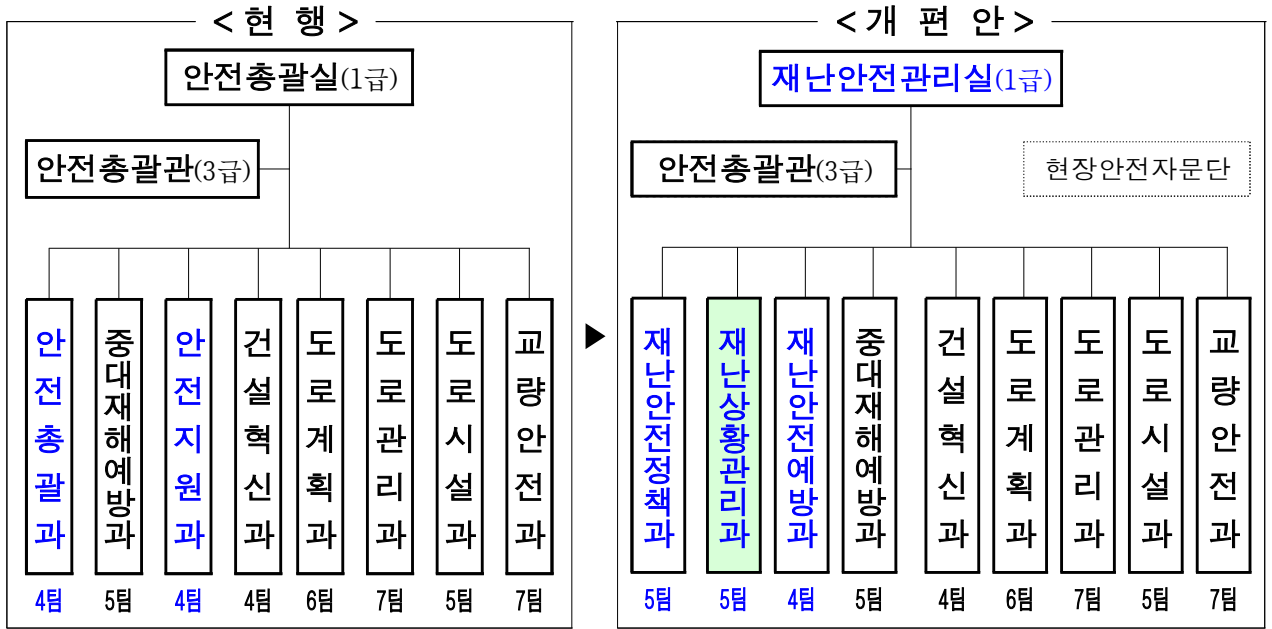 <현 행>
안전총괄실(1급)
안전총괄관(3급)
안전총괄과
중대재해예방과
안전지원과
건설혁신과
도로계획과
도로관리과
도로시설과
교량안전과
4팀 5팀 4팀 4팀 6팀 7팀 5팀 7팀
▶
<개 편 안>
재난안전관리실(1급)
안전총괄관(3급)
현장안전자문단
재난안전정책과
재난상황관리과
재난안전예방과
중대재해예방과
건설혁신과
도로계획과
도로관리과
도로시설과
교량안전과
5팀 5팀 4팀 5팀 4팀 6팀 7팀 5팀 7팀